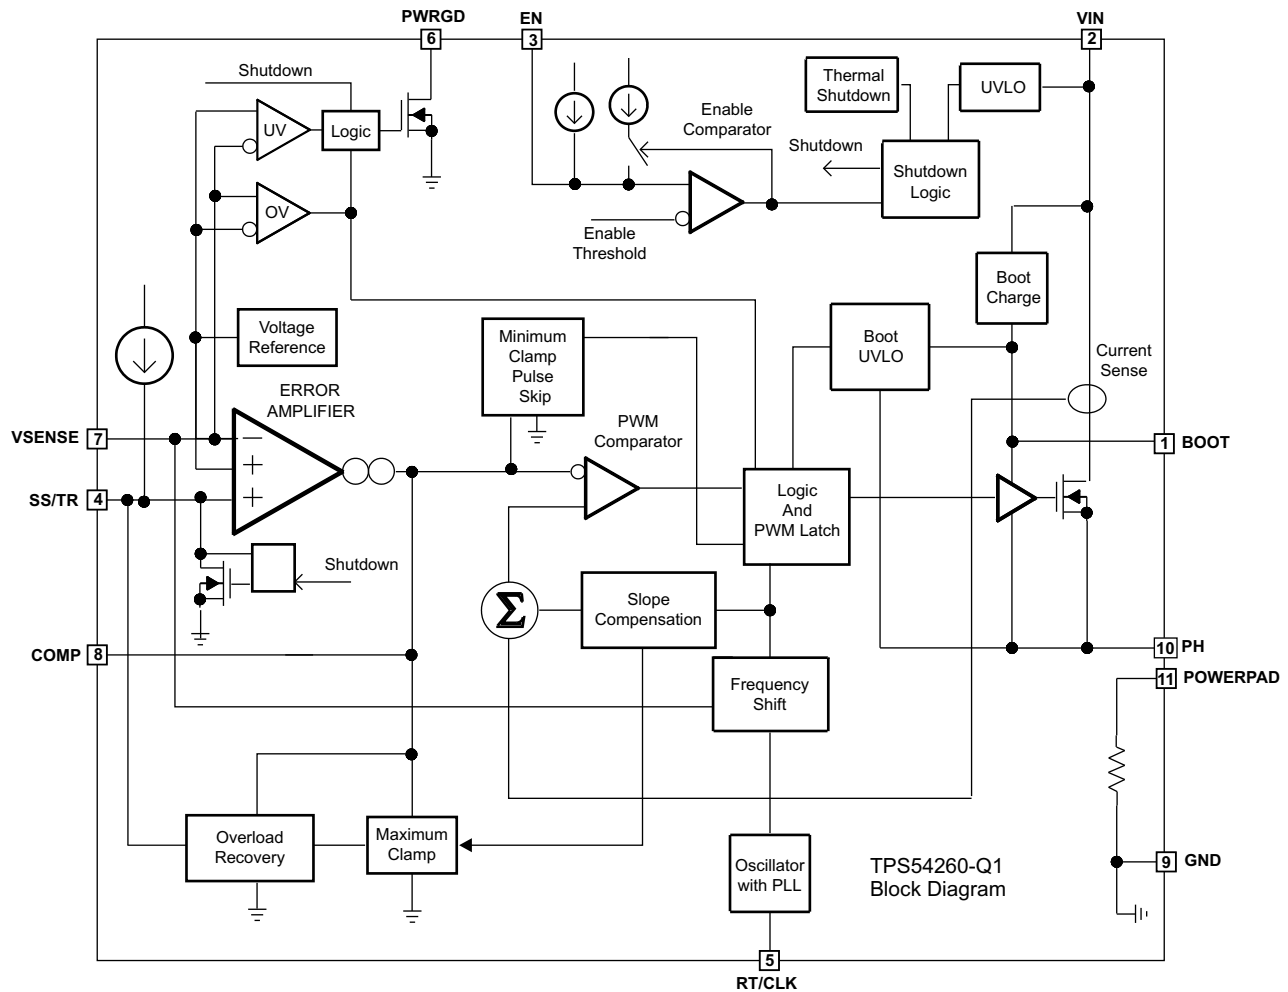 PWRGD
EN
VIN
6
3
2
Shutdown
Thermal
Shutdown
UVLO
UV
Logic
Enable
Comparator
Shutdown
Shutdown
Logic
OV
Enable
Threshold
Boot
Charge
Voltage
Reference
Minimum
Clamp
Pulse
Skip
Boot
UVLO
Current
Sense
ERROR
AMPLIFIER
PWM
Comparator
VSENSE
7
1
BOOT
−
+
+
SS/TR
4
Logic
And
PWM Latch
Shutdown
Σ
Slope
Compensation
COMP
8
10
PH
11
POWERPAD
Frequency
Shift
Overload
Recovery
Maximum
Clamp
Oscillator
with PLL
TPS54260-Q1
Block Diagram
9
GND
5
RT/CLK